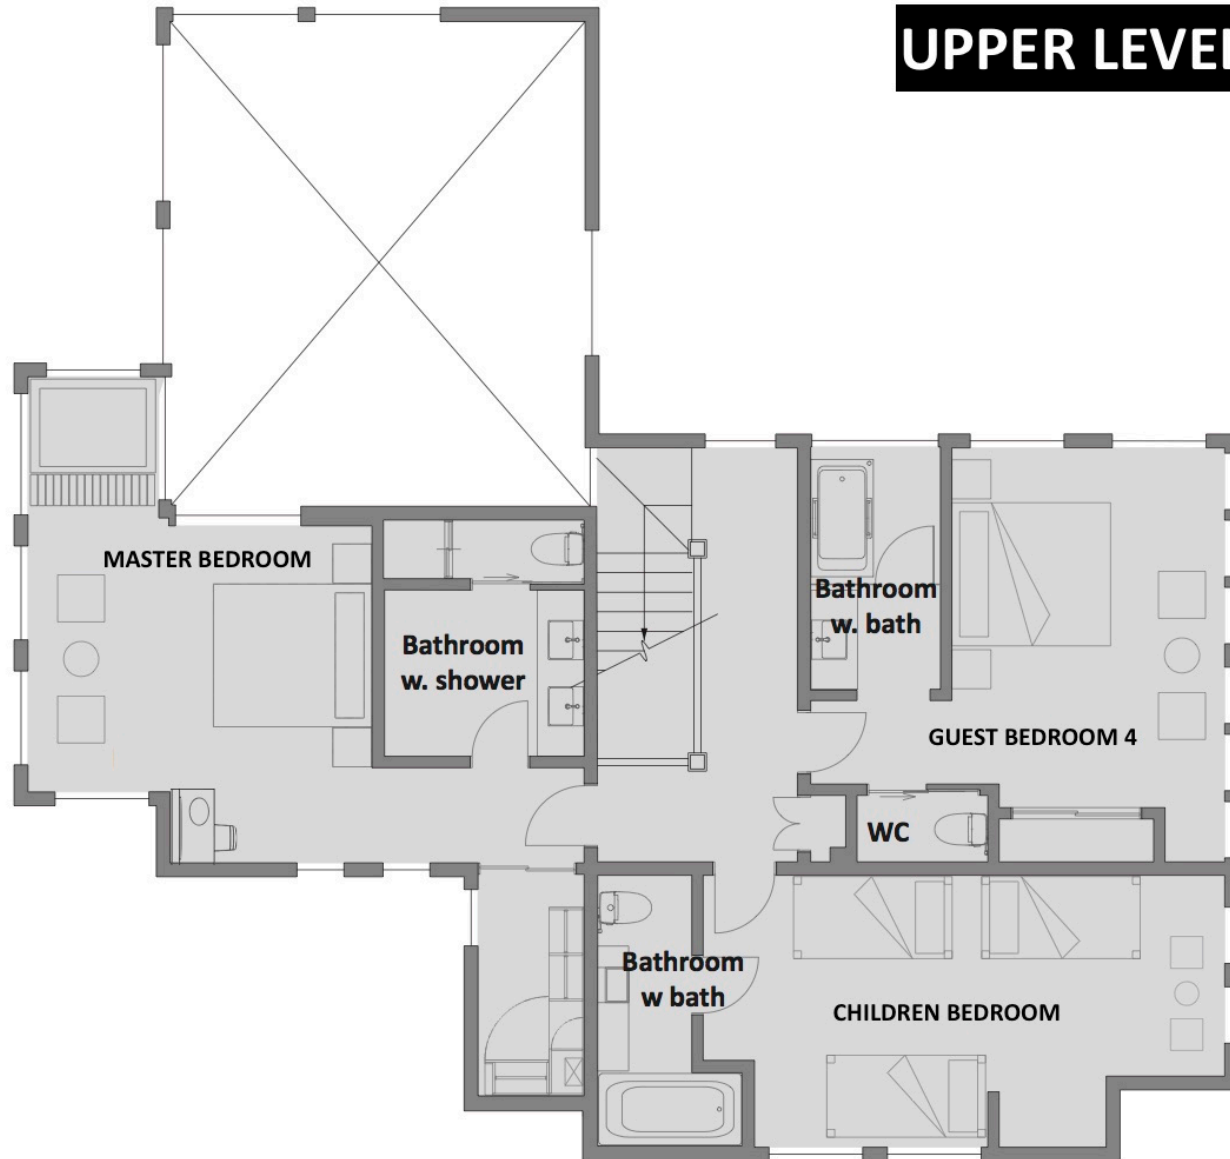 UPPER LEVEL
MASTER BEDROOM
Bathroom
w. shower
Bathroom
w. bath
GUEST BEDROOM 4
WC
Bathroom
w bath
CHILDREN BEDROOM